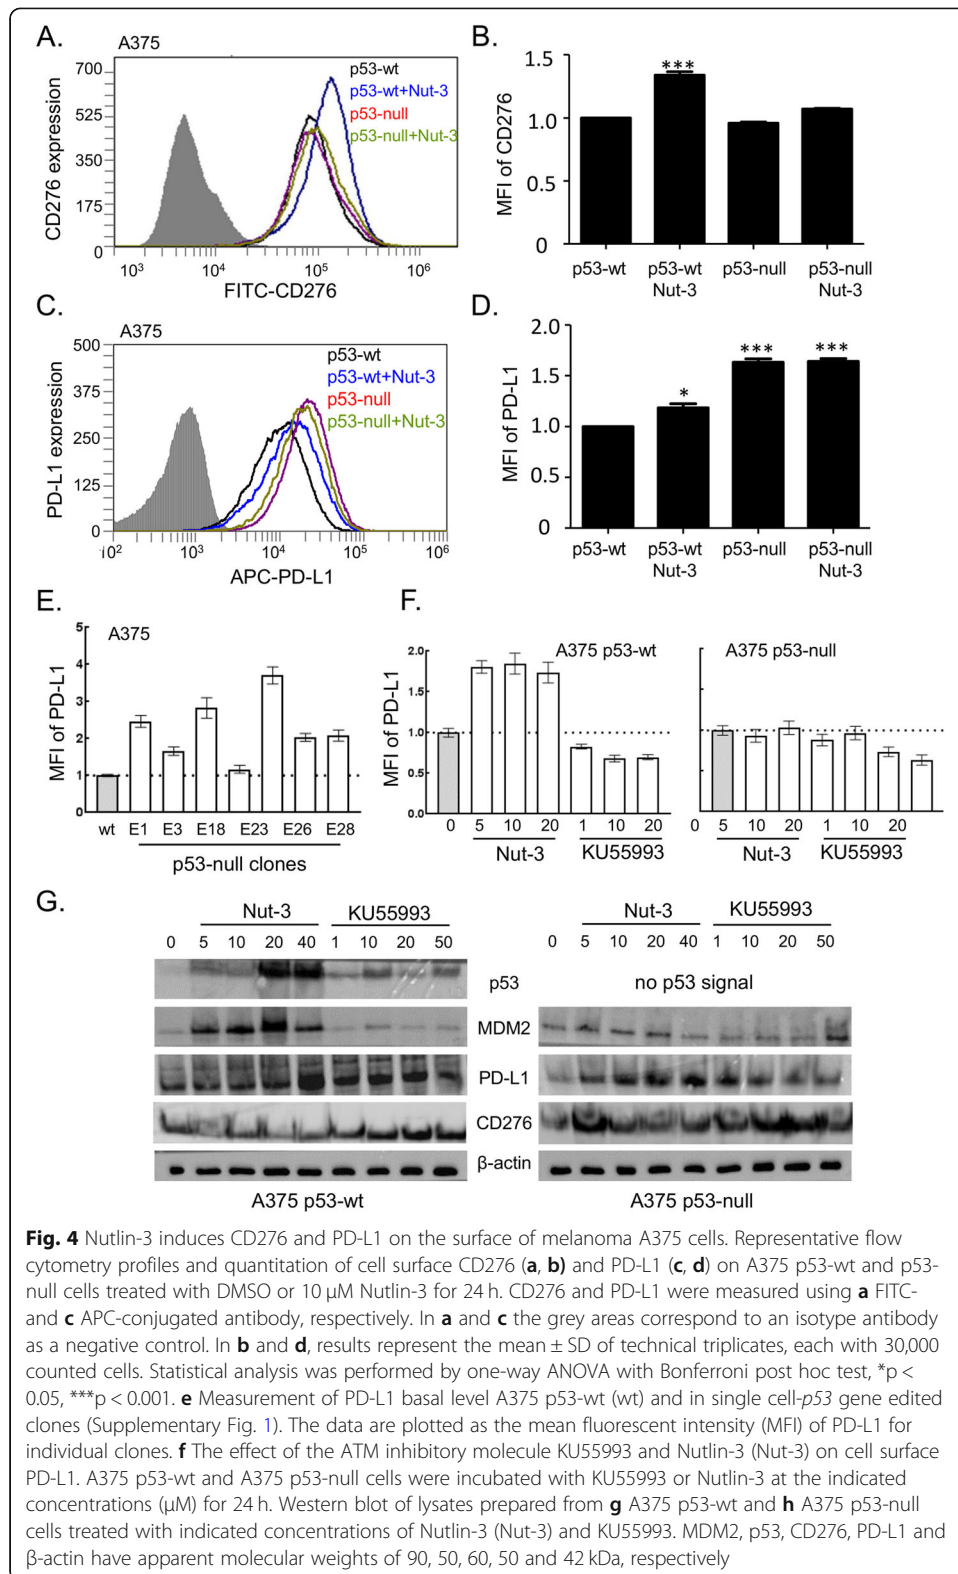 A.
A375
CD276 expression
700
525
350
175
0
p53-wt
p53-wt+Nut-3
p53-null
p53-null+Nut-3
10³ 10⁴ 10⁵ 10⁶
FITC-CD276
B.
MFI of CD276
1.5
1.0
0.5
0
***
p53-wt p53-wt p53-null p53-null
Nut-3 Nut-3
C.
A375
PD-L1 expression
500
375
250
125
0
p53-wt
p53-wt+Nut-3
p53-null
p53-null+Nut-3
10² 10³ 10⁴ 10⁵ 10⁶
APC-PD-L1
D.
MFI of PD-L1
2.0
1.5
1.0
0.5
0
* *** ***
p53-wt p53-wt p53-null p53-null
Nut-3 Nut-3
E.
A375
MFI of PD-L1
5
4
3
2
1
0
wt E1 E3 E18 E23 E26 E28
p53-null clones
F.
MFI of PD-L1
2.0
1.5
1.0
0.5
0.0
A375 p53-wt
0 5 10 20 1 10 20
Nut-3 KU55993
A375 p53-null
0 5 10 20 1 10 20
Nut-3 KU55993
G.
Nut-3 KU55993
0 5 10 20 40 1 10 20 50
Nut-3 KU55993
0 5 10 20 40 1 10 20 50
p53 no p53 signal
MDM2
PD-L1
CD276
β-actin
A375 p53-wt A375 p53-null
Fig. 4 Nutlin-3 induces CD276 and PD-L1 on the surface of melanoma A375 cells. Representative flow
cytometry profiles and quantitation of cell surface CD276 (a, b) and PD-L1 (c, d) on A375 p53-wt and p53-
null cells treated with DMSO or 10 μM Nutlin-3 for 24 h. CD276 and PD-L1 were measured using a FITC-
and c APC-conjugated antibody, respectively. In a and c the grey areas correspond to an isotype antibody
as a negative control. In b and d, results represent the mean ± SD of technical triplicates, each with 30,000
counted cells. Statistical analysis was performed by one-way ANOVA with Bonferroni post hoc test, *p <
0.05, ***p < 0.001. e Measurement of PD-L1 basal level A375 p53-wt (wt) and in single cell-p53 gene edited
clones (Supplementary Fig. 1). The data are plotted as the mean fluorescent intensity (MFI) of PD-L1 for
individual clones. f The effect of the ATM inhibitory molecule KU55993 and Nutlin-3 (Nut-3) on cell surface
PD-L1. A375 p53-wt and A375 p53-null cells were incubated with KU55993 or Nutlin-3 at the indicated
concentrations (μM) for 24 h. Western blot of lysates prepared from g A375 p53-wt and h A375 p53-null
cells treated with indicated concentrations of Nutlin-3 (Nut-3) and KU55993. MDM2, p53, CD276, PD-L1 and
β-actin have apparent molecular weights of 90, 50, 60, 50 and 42 kDa, respectively